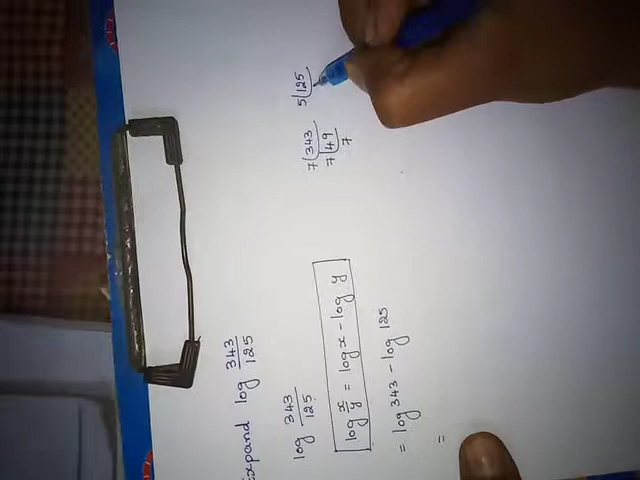 Expand log 343/125
log 343/125
log x/y = log x - log y
= log 343 - log 125
=
7 | 343
7 | 49
7
5 | 125